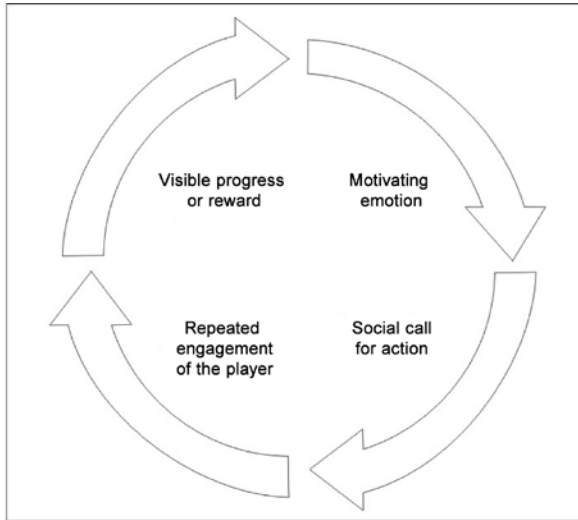 Visible progress
or reward
Motivating
emotion
Repeated
engagement
of the player
Social call
for action